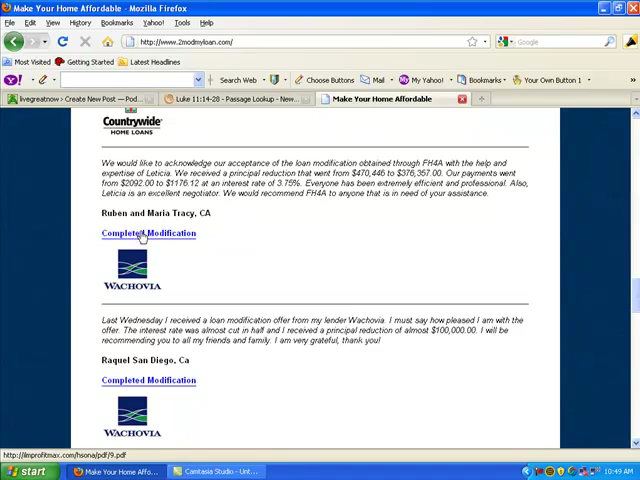 Make Your Home Affordable - Mozilla Firefox
File Edit View History Bookmarks Yahoo! Tools Help
http://www.2modmyloan.com/
Google
Most Visited Getting Started Latest Headlines
Search Web Choose Buttons Mail My Yahoo! Bookmarks Your Own Button 1 »
livegreatnow › Create New Post — Pod... Luke 11:14-28 - Passage Lookup - New... Make Your Home Affordable
Countrywide
HOME LOANS
We would like to acknowledge our acceptance of the loan modification obtained through FH4A with the help and
expertise of Leticia. We received a principal reduction that went from $470,446 to $376,357.00. Our payments went
from $2092.00 to $1176.12 at an interest rate of 3.75%. Everyone has been extremely efficient and professional. Also,
Leticia is an excellent negotiator. We would recommend FH4A to anyone that is in need of your assistance.
Ruben and Maria Tracy, CA
Completed Modification
WACHOVIA
Last Wednesday I received a loan modification offer from my lender Wachovia. I must say how pleased I am with the
offer. The interest rate was almost cut in half and I received a principal reduction of almost $100,000.00. I will be
recommending you to all my friends and family. I am very grateful, thank you!
Raquel San Diego, Ca
Completed Modification
WACHOVIA
http://ilmprofitmax.com/hsona/pdf/9.pdf
start Make Your Home Affo... Camtasia Studio - Unt... 10:49 AM